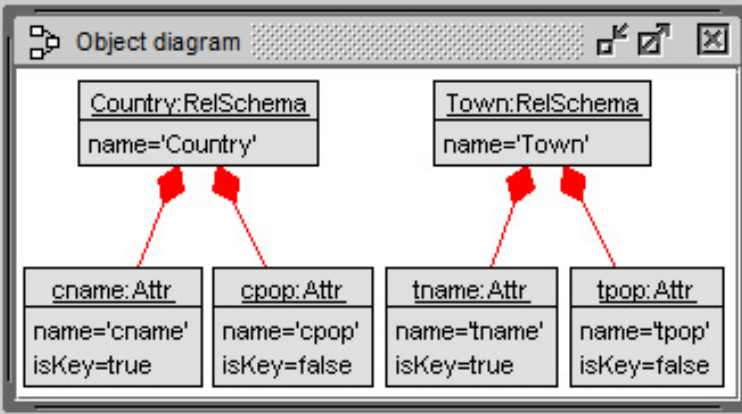 Object diagram
Country:RelSchema
name='Country'
Town:RelSchema
name='Town'
cname:Attr
name='cname'
isKey=true
cpop:Attr
name='cpop'
isKey=false
tname:Attr
name='tname'
isKey=true
tpop:Attr
name='tpop'
isKey=false